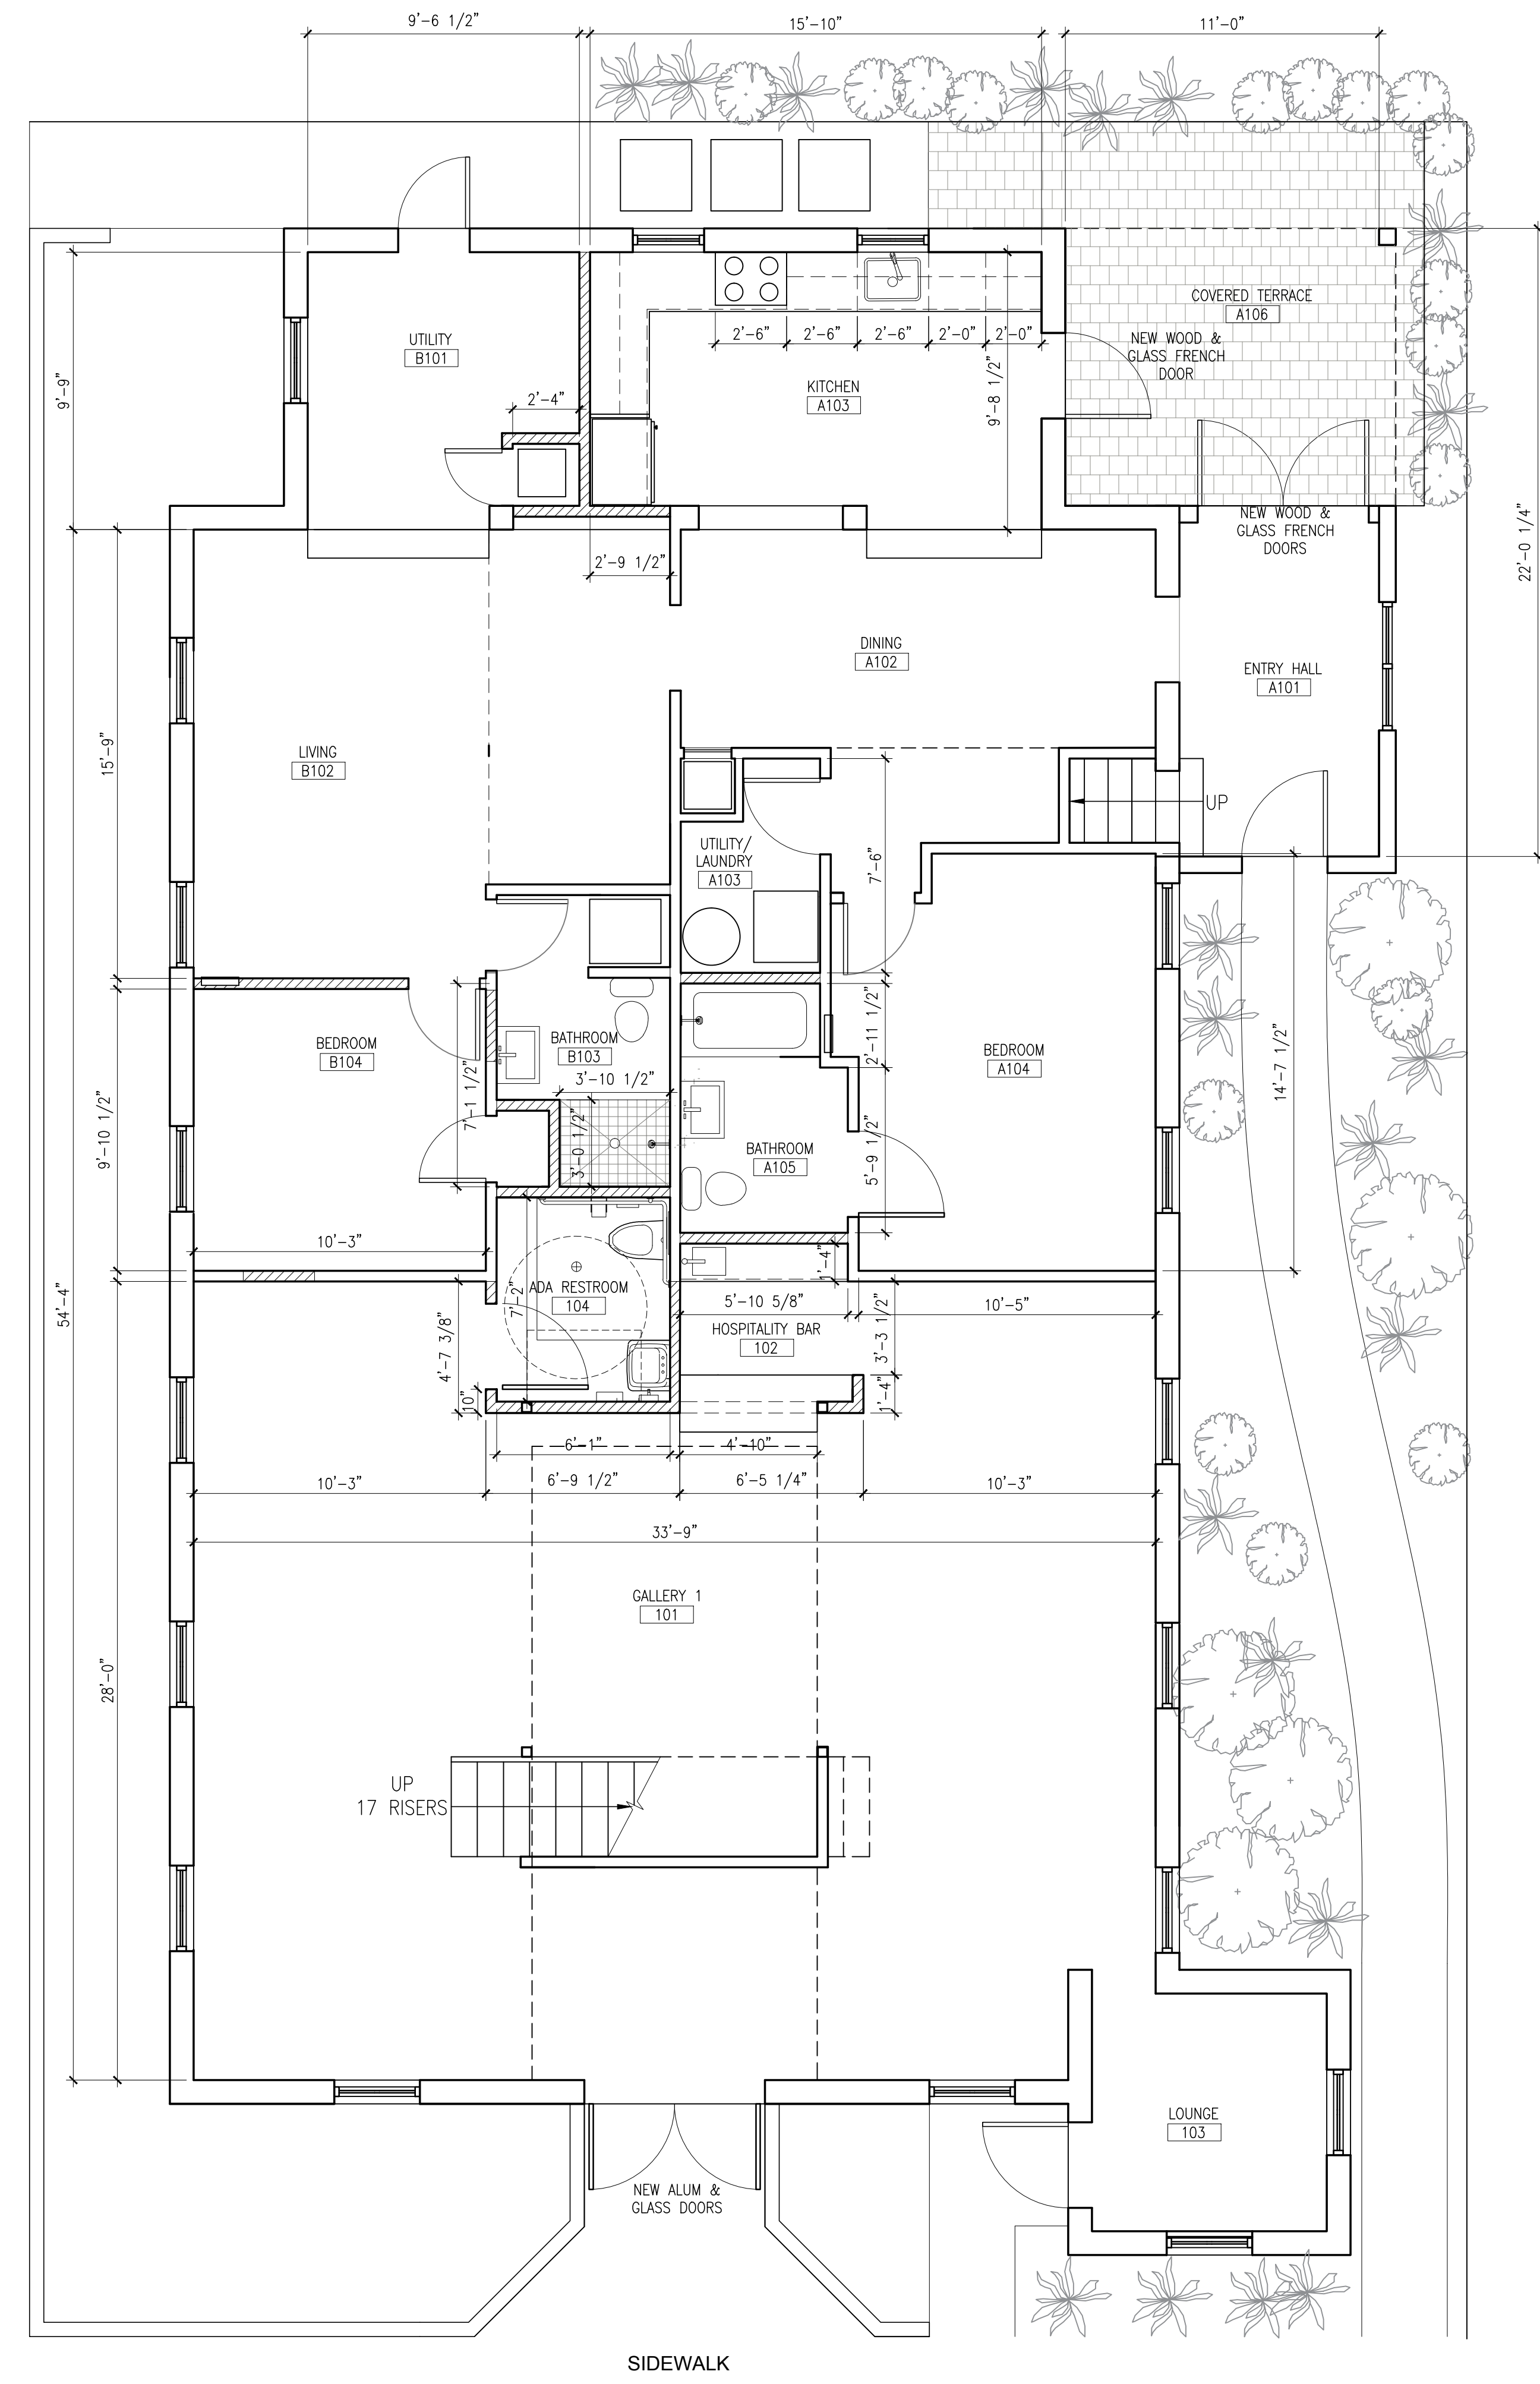 9'-6 1/2"
15'-10"
11'-0"
COVERED TERRACE
A106
NEW WOOD &
GLASS FRENCH
DOOR
UTILITY
B101
2'-6"
2'-6"
2'-6"
2'-0"
2'-0"
9'-9"
KITCHEN
A103
9'-8 1/2"
2'-4"
NEW WOOD &
GLASS FRENCH
DOORS
22'-0 1/4"
2'-9 1/2"
DINING
A102
ENTRY HALL
A101
15'-9"
LIVING
B102
UP
UTILITY/
LAUNDRY
A103
7'-6"
BEDROOM
B104
BATHROOM
B103
2'-11 1/2"
BEDROOM
A104
14'-7 1/2"
3'-10 1/2"
7'-1 1/2"
9'-10 1/2"
3'-0 1/2"
BATHROOM
A105
5'-9 1/2"
10'-3"
1'-4"
54'-4"
ADA RESTROOM
104
7'-2"
5'-10 5/8"
10'-5"
HOSPITALITY BAR
102
3'-3 1/2"
4'-7 3/8"
10"
1'-4"
6'-1"
4'-10"
10'-3"
6'-9 1/2"
6'-5 1/4"
10'-3"
33'-9"
GALLERY 1
101
28'-0"
UP
17 RISERS
LOUNGE
103
NEW ALUM &
GLASS DOORS
SIDEWALK